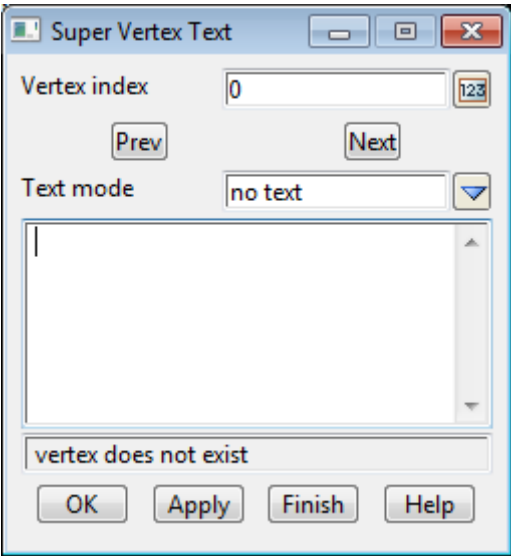 Super Vertex Text
Vertex index 0 123
Prev Next
Text mode no text
vertex does not exist
OK Apply Finish Help